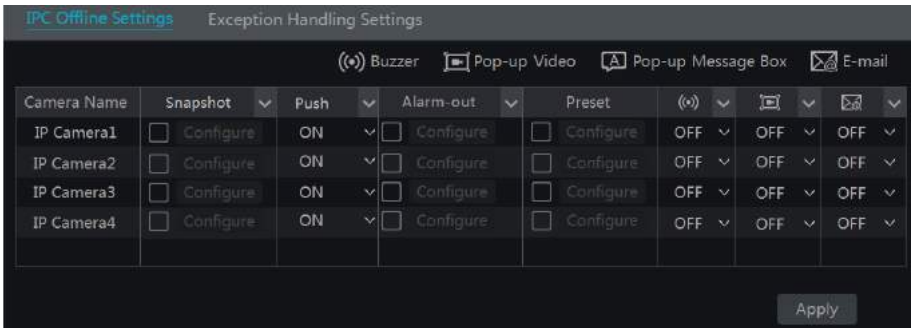 IPC Offline Settings Exception Handling Settings
Buzzer Pop-up Video Pop-up Message Box E-mail
Camera Name Snapshot Push Alarm-out Preset
IP Camera1 Configure ON Configure Configure OFF OFF OFF
IP Camera2 Configure ON Configure Configure OFF OFF OFF
IP Camera3 Configure ON Configure Configure OFF OFF OFF
IP Camera4 Configure ON Configure Configure OFF OFF OFF
Apply